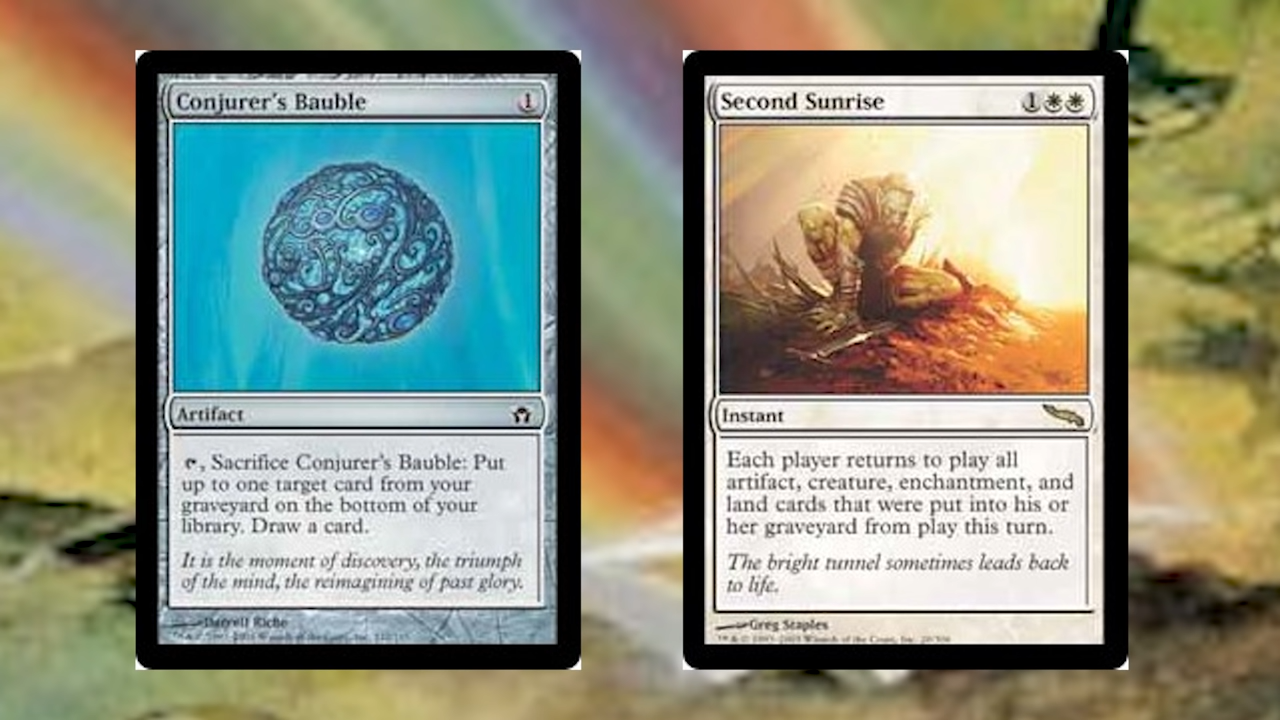 Conjurer's Bauble 1
Artifact
, Sacrifice Conjurer's Bauble: Put
up to one target card from your
graveyard on the bottom of your
library. Draw a card.
It is the moment of discovery, the triumph
of the mind, the reimagining of past glory.
Darrell Riche
Second Sunrise 1
Instant
Each player returns to play all
artifact, creature, enchantment, and
land cards that were put into his or
her graveyard from play this turn.
The bright tunnel sometimes leads back
to life.
Greg Staples